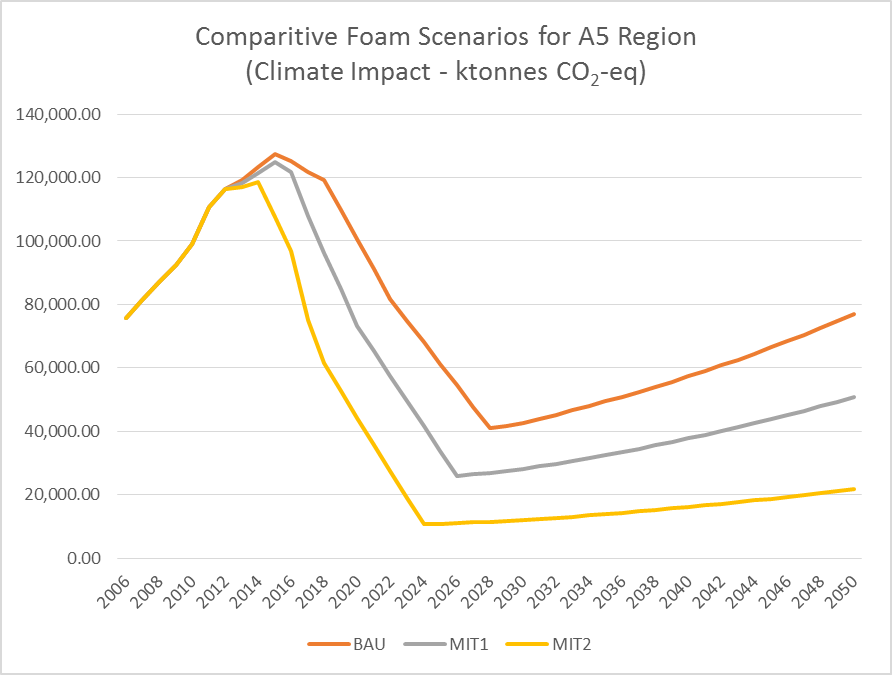 Comparitive Foam Scenarios for A5 Region
(Climate Impact - ktonnes CO₂-eq)
140,000.00
120,000.00
100,000.00
80,000.00
60,000.00
40,000.00
20,000.00
0.00
2006 2008 2010 2012 2014 2016 2018 2020 2022 2024 2026 2028 2030 2032 2034 2036 2038 2040 2042 2044 2046 2048 2050
BAU MIT1 MIT2